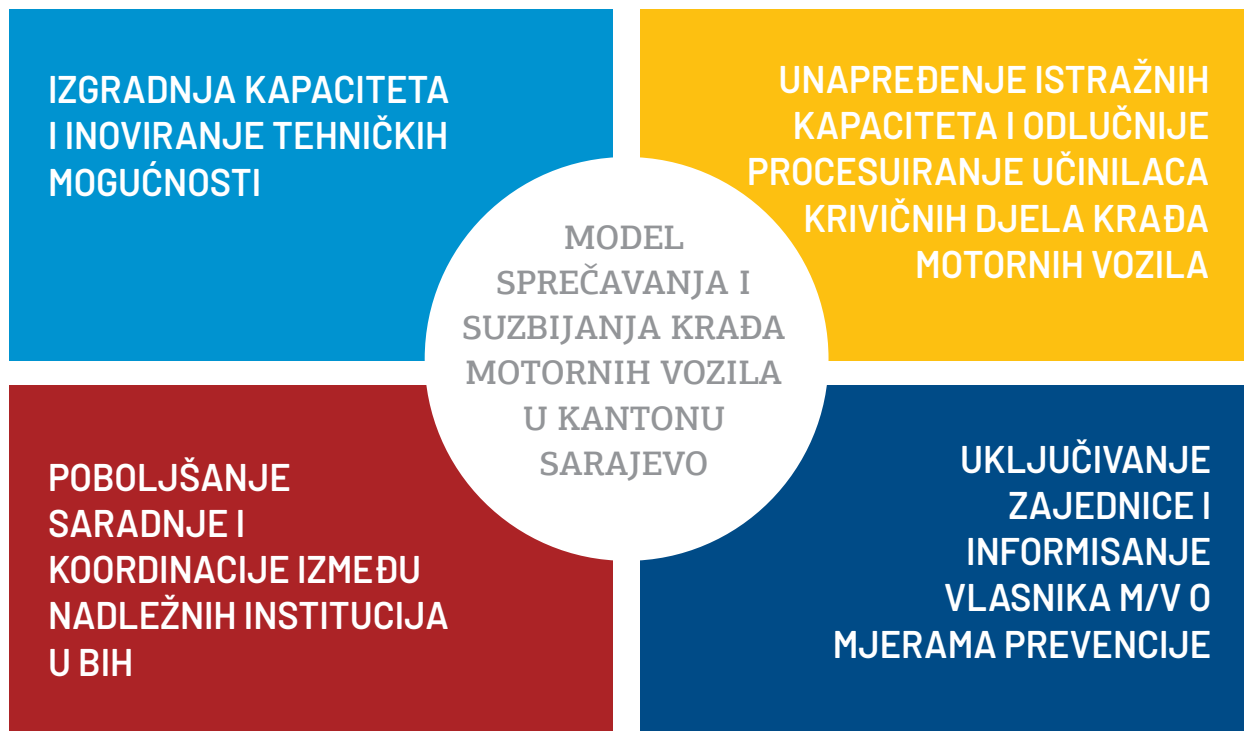 IZGRADNJA KAPACITETA
I INOVIRANJE TEHNIČKIH
MOGUĆNOSTI
UNAPREĐENJE ISTRAŽNIH
KAPACITETA I ODLUČNIJE
PROCESUIRANJE UČINILACA
KRIVIČNIH DJELA KRAĐA
MOTORNIH VOZILA
MODEL
SPREČAVANJA I
SUZBIJANJA KRAĐA
MOTORNIH VOZILA
U KANTONU
SARAJEVO
POBOLJŠANJE
SARADNJE I
KOORDINACIJE IZMEĐU
NADLEŽNIH INSTITUCIJA
U BIH
UKLJUČIVANJE
ZAJEDNICE I
INFORMISANJE
VLASNIKA M/V O
MJERAMA PREVENCIJE